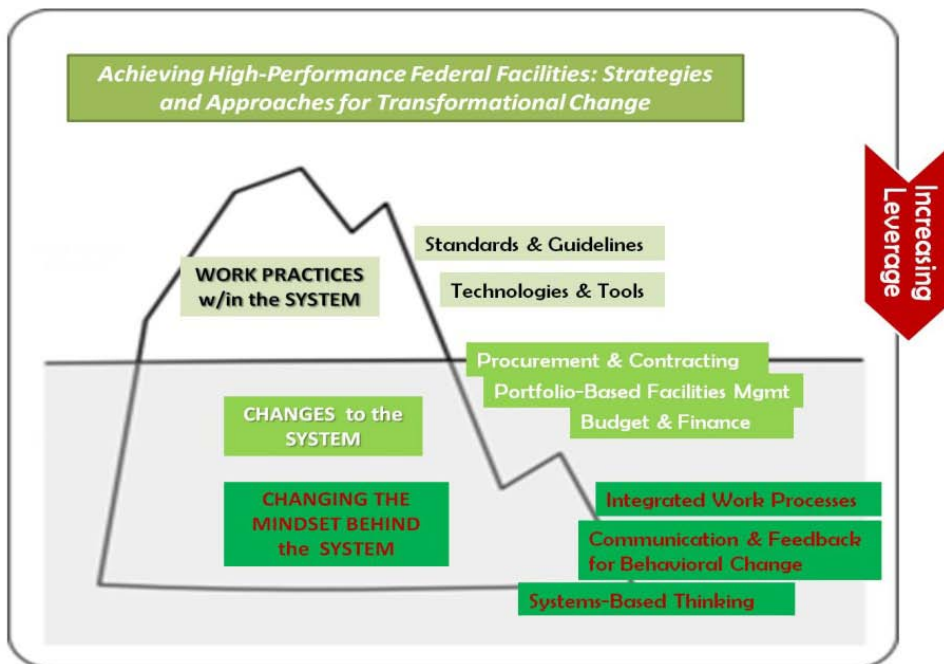 Achieving High-Performance Federal Facilities: Strategies
and Approaches for Transformational Change
Increasing
Leverage
Standards & Guidelines
WORK PRACTICES
w/in the SYSTEM
Technologies & Tools
Procurement & Contracting
Portfolio-Based Facilities Mgmt
CHANGES to the
SYSTEM
Budget & Finance
CHANGING THE
MINDSET BEHIND
the SYSTEM
Integrated Work Processes
Communication & Feedback
for Behavioral Change
Systems-Based Thinking